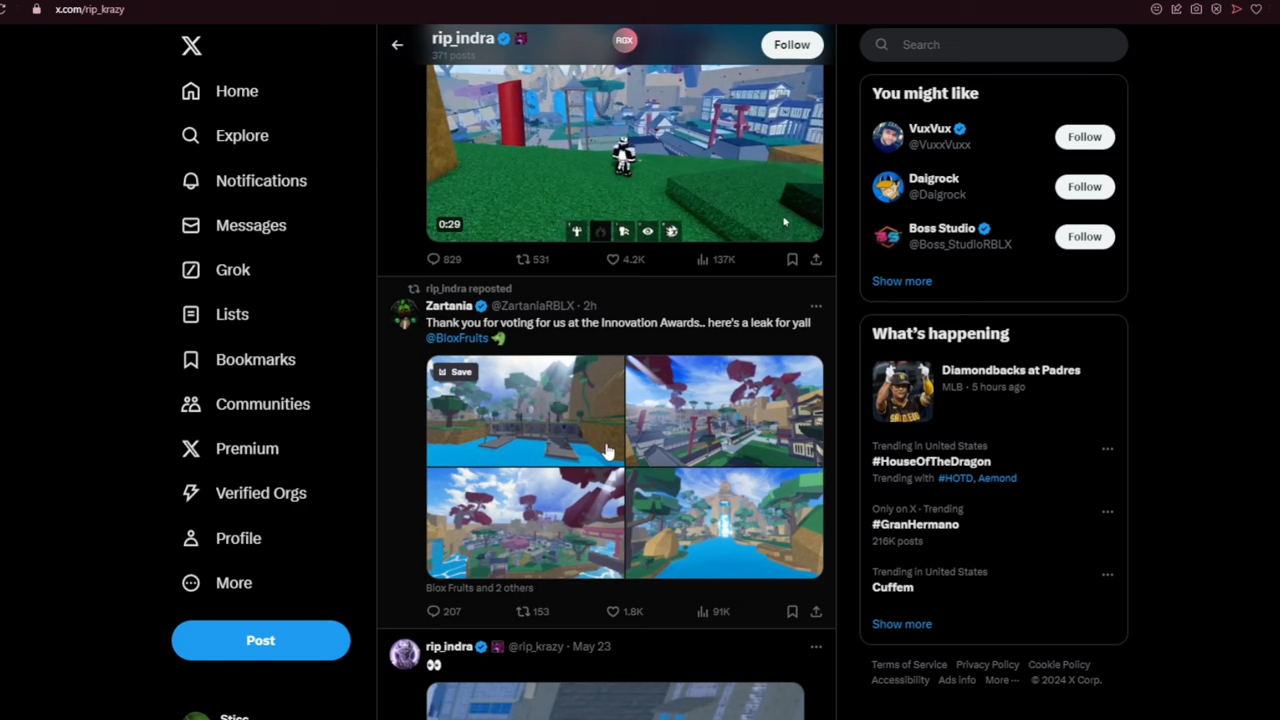 x.com/rip_krazy
Home
Explore
Notifications
Messages
Grok
Lists
Bookmarks
Communities
Premium
Verified Orgs
Profile
More
Post
rip_indra
371 posts
RGX
Follow
0:29
829
531
4.2K
137K
rip_indra reposted
Zartania @ZartaniaRBLX · 2h
Thank you for voting for us at the Innovation Awards.. here's a leak for yall
@BloxFruits
Save
Blox Fruits and 2 others
207
153
1.8K
91K
rip_indra @rip_krazy · May 23
Search
You might like
VuxVux
@VuxxVuxx
Follow
Daigrock
@Daigrock
Follow
Boss Studio
@Boss_StudioRBLX
Follow
Show more
What's happening
Diamondbacks at Padres
MLB · 5 hours ago
Trending in United States
#HouseOfTheDragon
Trending with #HOTD, Aemond
Only on X · Trending
#GranHermano
216K posts
Trending in United States
Cuffem
Show more
Terms of Service Privacy Policy Cookie Policy
Accessibility Ads info More ··· © 2024 X Corp.